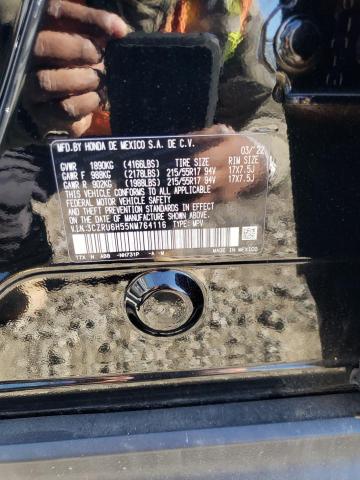 MFD.BY HONDA DE MEXICO S.A. DE C.V. 03/'22
GVWR 1890KG (4166LBS) TIRE SIZE RIM SIZE
GAWR F 988KG (2178LBS) 215/55R17 94V 17X7.5J
GAWR R 902KG (1988LBS) 215/55R17 94V 17X7.5J
THIS VEHICLE CONFORMS TO ALL APPLICABLE
FEDERAL MOTOR VEHICLE SAFETY AND THEFT
PREVENTION STANDARDS IN EFFECT ON THE DATE OF
MANUFACTURE SHOWN ABOVE.
V.I.N:3CZRU6H55NM764116 TYPE: MPV
TTX N A00 -NH731P -A -M MADE IN MEXICO